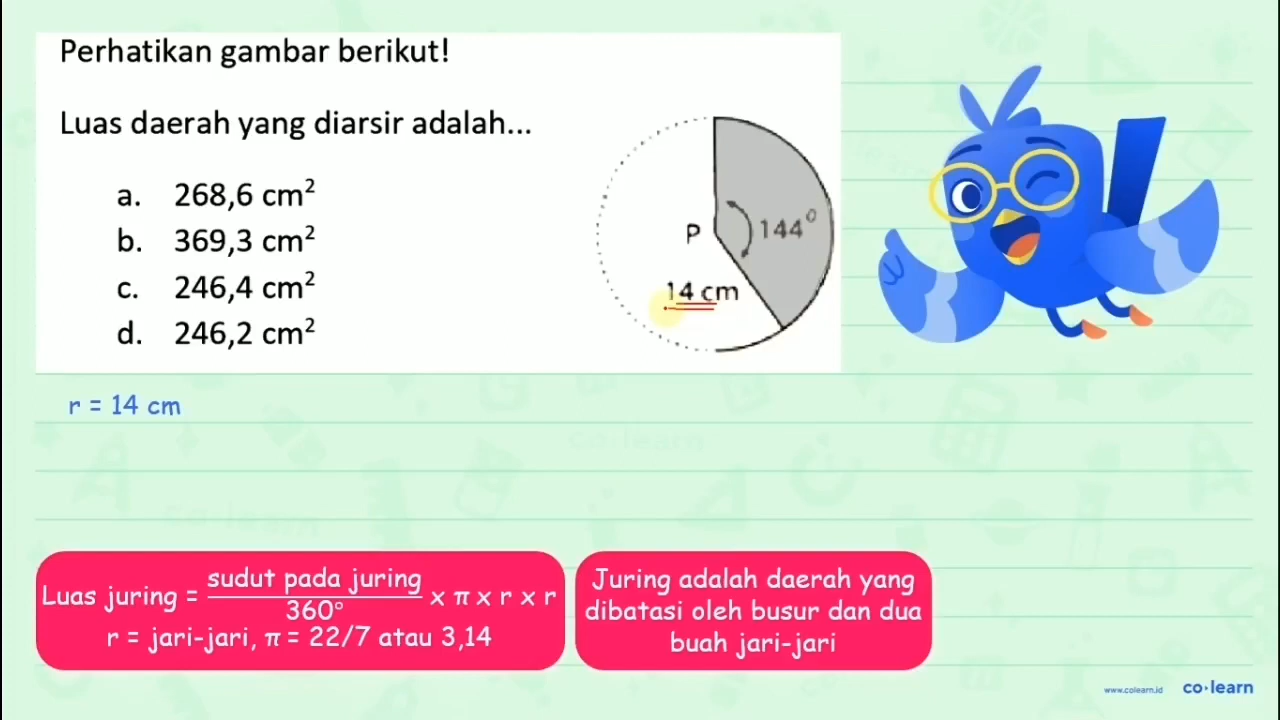 Perhatikan gambar berikut!
Luas daerah yang diarsir adalah...
a. 268,6 cm²
b. 369,3 cm²
c. 246,4 cm²
d. 246,2 cm²
P
144⁰
14 cm
r = 14 cm
Luas juring = sudut pada juring / 360° x π x r x r
r = jari-jari, π = 22/7 atau 3,14
Juring adalah daerah yang
dibatasi oleh busur dan dua
buah jari-jari
www.colearn.id co·learn